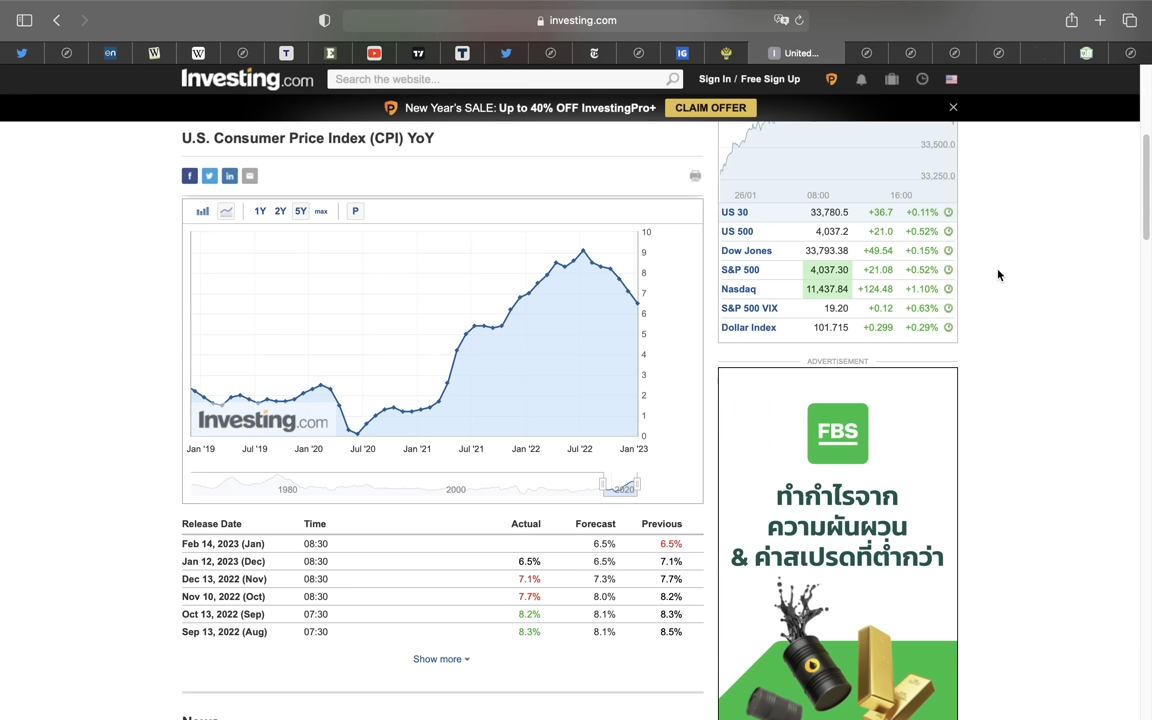 investing.com
en
W
W
T
E
17
T
IG
I United...
Investing.com
Search the website...
Sign In / Free Sign Up
New Year's SALE: Up to 40% OFF InvestingPro+
CLAIM OFFER
U.S. Consumer Price Index (CPI) YoY
1Y 2Y 5Y max P
10
9
8
7
6
5
4
3
2
1
0
Investing.com
Jan '19 Jul '19 Jan '20 Jul '20 Jan '21 Jul '21 Jan '22 Jul '22 Jan '23
1980 2000 2020
Release Date Time Actual Forecast Previous
Feb 14, 2023 (Jan) 08:30 6.5% 6.5%
Jan 12, 2023 (Dec) 08:30 6.5% 6.5% 7.1%
Dec 13, 2022 (Nov) 08:30 7.1% 7.3% 7.7%
Nov 10, 2022 (Oct) 08:30 7.7% 8.0% 8.2%
Oct 13, 2022 (Sep) 07:30 8.2% 8.1% 8.3%
Sep 13, 2022 (Aug) 07:30 8.3% 8.1% 8.5%
Show more
33,500.0
33,250.0
26/01 08:00 16:00
US 30 33,780.5 +36.7 +0.11%
US 500 4,037.2 +21.0 +0.52%
Dow Jones 33,793.38 +49.54 +0.15%
S&P 500 4,037.30 +21.08 +0.52%
Nasdaq 11,437.84 +124.48 +1.10%
S&P 500 VIX 19.20 +0.12 +0.63%
Dollar Index 101.715 +0.299 +0.29%
ADVERTISEMENT
FBS
ทำกำไรจาก
ความผันผวน
& ค่าสเปรดที่ต่ำกว่า